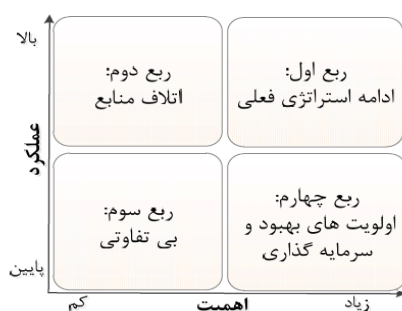 بالا
ربع اول:
ادامه استراتژی فعلی
ربع دوم:
اتلاف منابع
عملکرد
ربع چهارم:
اولویت های بهبود و
سرمایه گذاری
ربع سوم:
بی تفاوتی
پایین
زیاد
اهمیت
کم